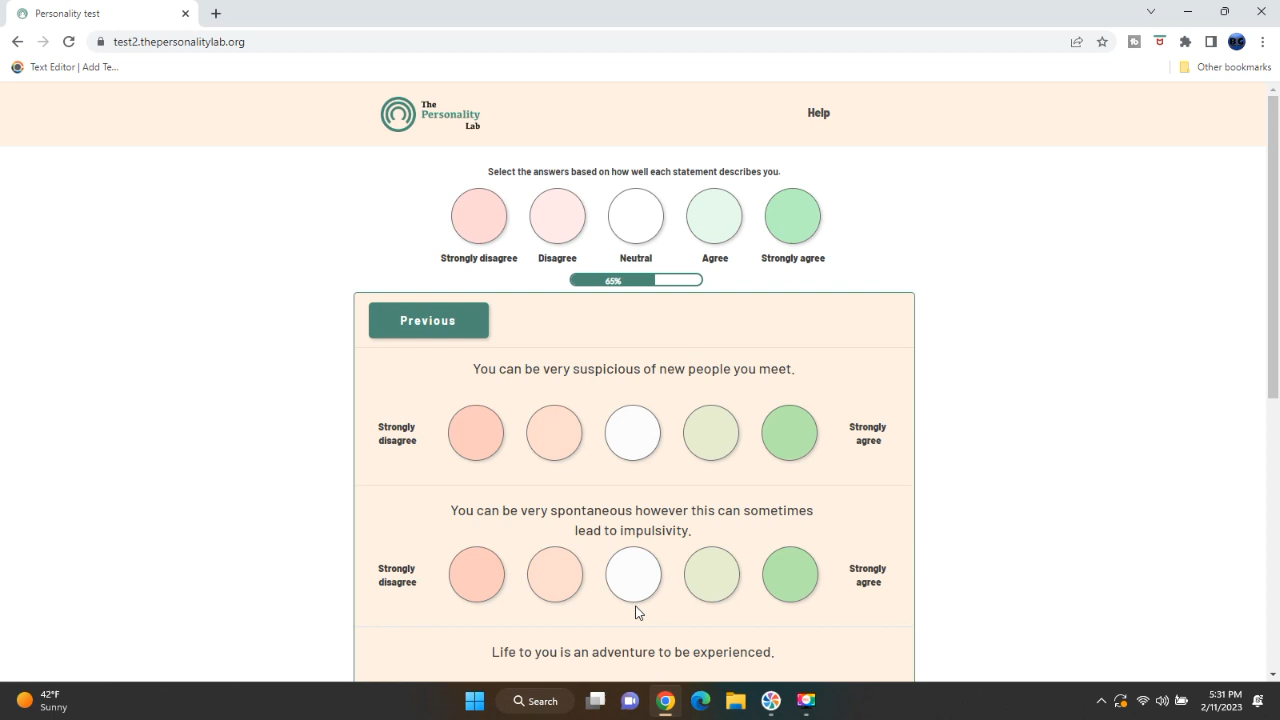 Personality test
test2.thepersonalitylab.org
Text Editor | Add Te...
Other bookmarks
The
Personality
Lab
Help
Select the answers based on how well each statement describes you.
Strongly disagree
Disagree
Neutral
Agree
Strongly agree
65%
Previous
You can be very suspicious of new people you meet.
Strongly
disagree
Strongly
agree
You can be very spontaneous however this can sometimes
lead to impulsivity.
Strongly
disagree
Strongly
agree
Life to you is an adventure to be experienced.
42°F
Sunny
Search
5:31 PM
2/11/2023